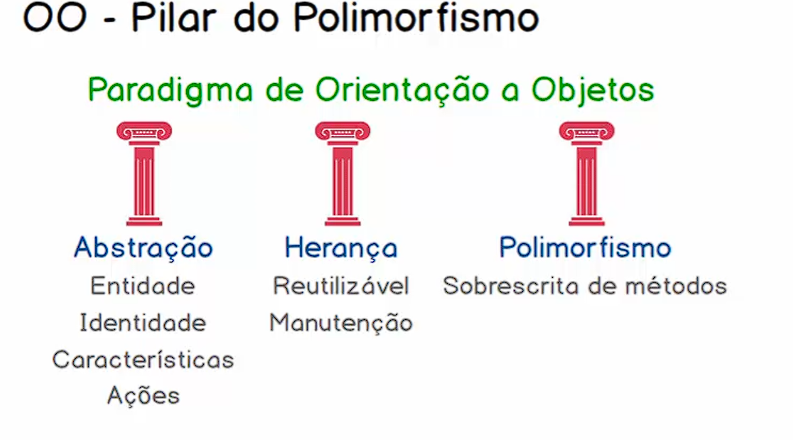 OO - Pilar do Polimorfismo
Paradigma de Orientação a Objetos
Abstração
Entidade
Identidade
Características
Ações
Herança
Reutilizável
Manutenção
Polimorfismo
Sobrescrita de métodos